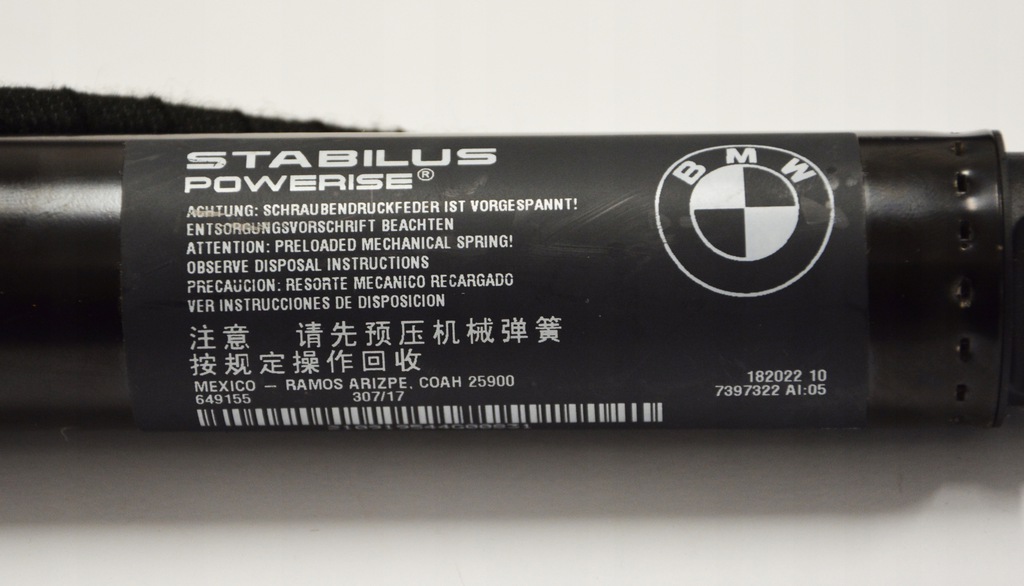 STABILUS
POWERISE®
ACHTUNG: SCHRAUBENDRUCKFEDER IST VORGESPANNT!
ENTSORGUNGSVORSCHRIFT BEACHTEN
ATTENTION: PRELOADED MECHANICAL SPRING!
OBSERVE DISPOSAL INSTRUCTIONS
PRECAUCION: RESORTE MECANICO RECARGADO
VER INSTRUCCIONES DE DISPOSICION
注意 请先预压机械弹簧
按规定操作回收
MEXICO – RAMOS ARIZPE, COAH 25900
649155 307/17
BMW
182022 10
7397322 AI:05